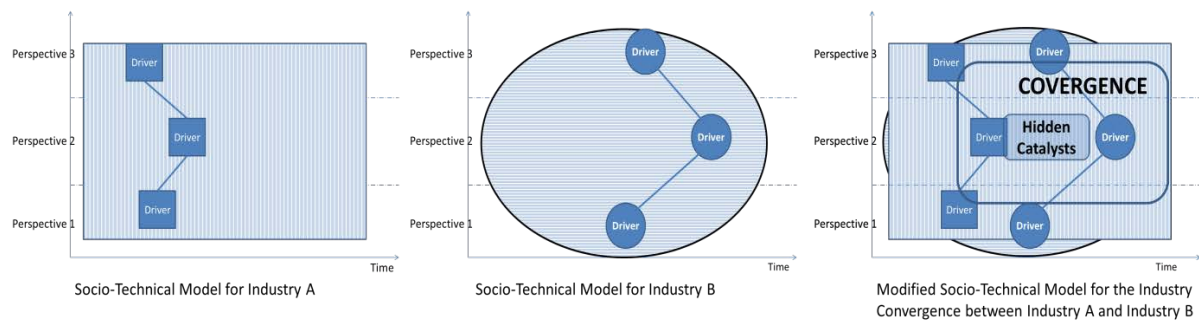 Perspective 3
Driver
Perspective 2
Driver
Perspective 1
Driver
Time
Socio-Technical Model for Industry A
Perspective 3
Driver
Perspective 2
Driver
Perspective 1
Driver
Time
Socio-Technical Model for Industry B
Perspective 3
Driver
Driver
COVERGENCE
Perspective 2
Driver
Hidden
Catalysts
Driver
Perspective 1
Driver
Driver
Time
Modified Socio-Technical Model for the Industry
Convergence between Industry A and Industry B